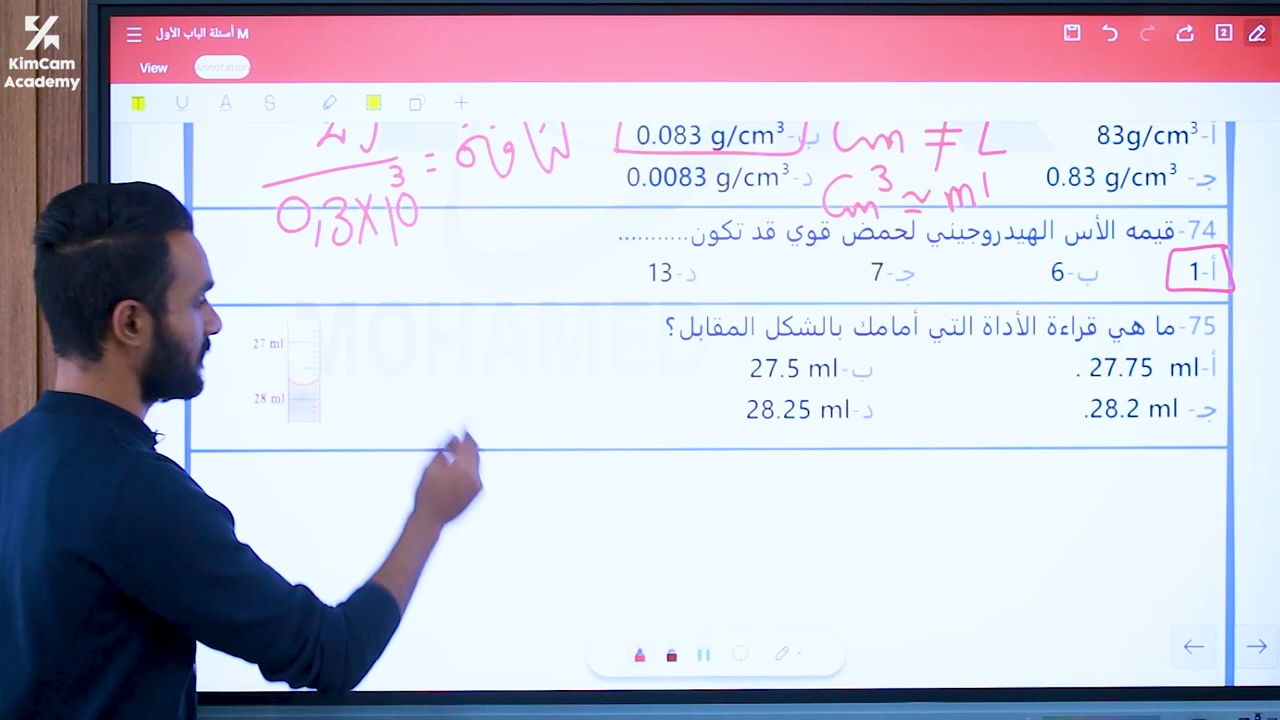 KimCam
Academy
M أسئلة الباب الأول
View Annotation
أ- 83g/cm³ ب- 0.083 g/cm³
جـ- 0.83 g/cm³ د- 0.0083 g/cm³
Cm ≠ L
Cm³ ≃ ml
كثافة =
0,3×10³
74- قيمه الأس الهيدروجيني لحمض قوي قد تكون...........
أ-1 ب-6 جـ-7 د-13
75- ما هي قراءة الأداة التي أمامك بالشكل المقابل؟
أ- 27.75 ml . ب- 27.5 ml
جـ- 28.2 ml. د- 28.25 ml
27 ml
28 ml
MOHAMED